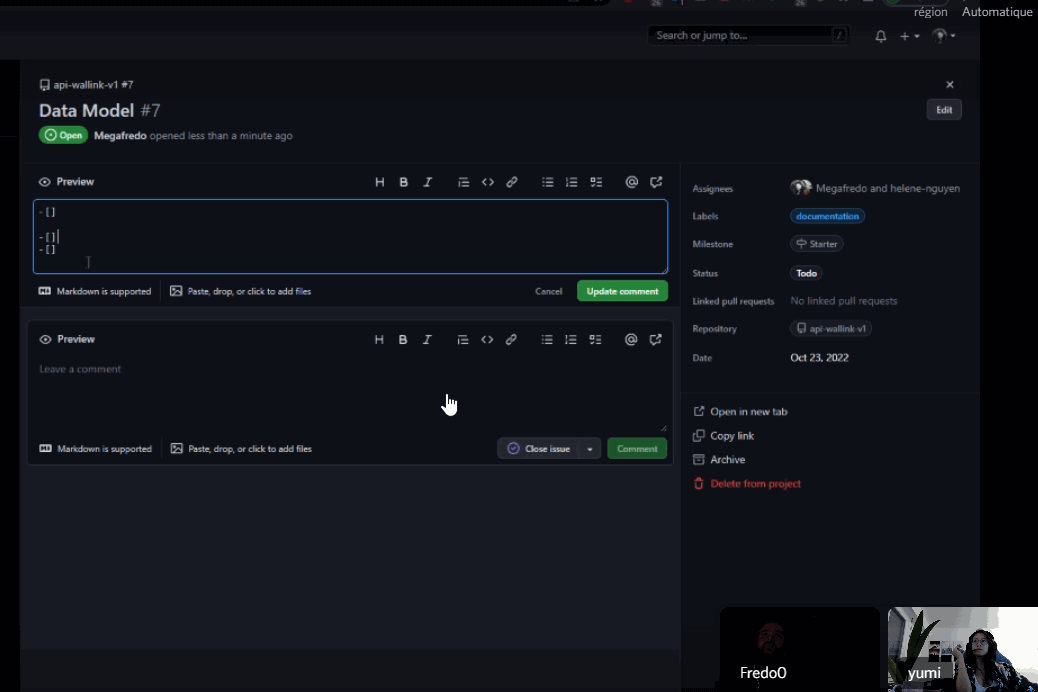 région Automatique
Search or jump to... /
api-wallink-v1 #7
Data Model #7
Edit
Open Megafredo opened less than a minute ago
Preview
H B I
-[]
-[]
-[]
Markdown is supported Paste, drop, or click to add files Cancel Update comment
Preview
H B I
Leave a comment
Markdown is supported Paste, drop, or click to add files Close issue Comment
Assignees Megafredo and helene-nguyen
Labels documentation
Milestone Starter
Status Todo
Linked pull requests No linked pull requests
Repository api-wallink-v1
Date Oct 23, 2022
Open in new tab
Copy link
Archive
Delete from project
FredoO
yumi